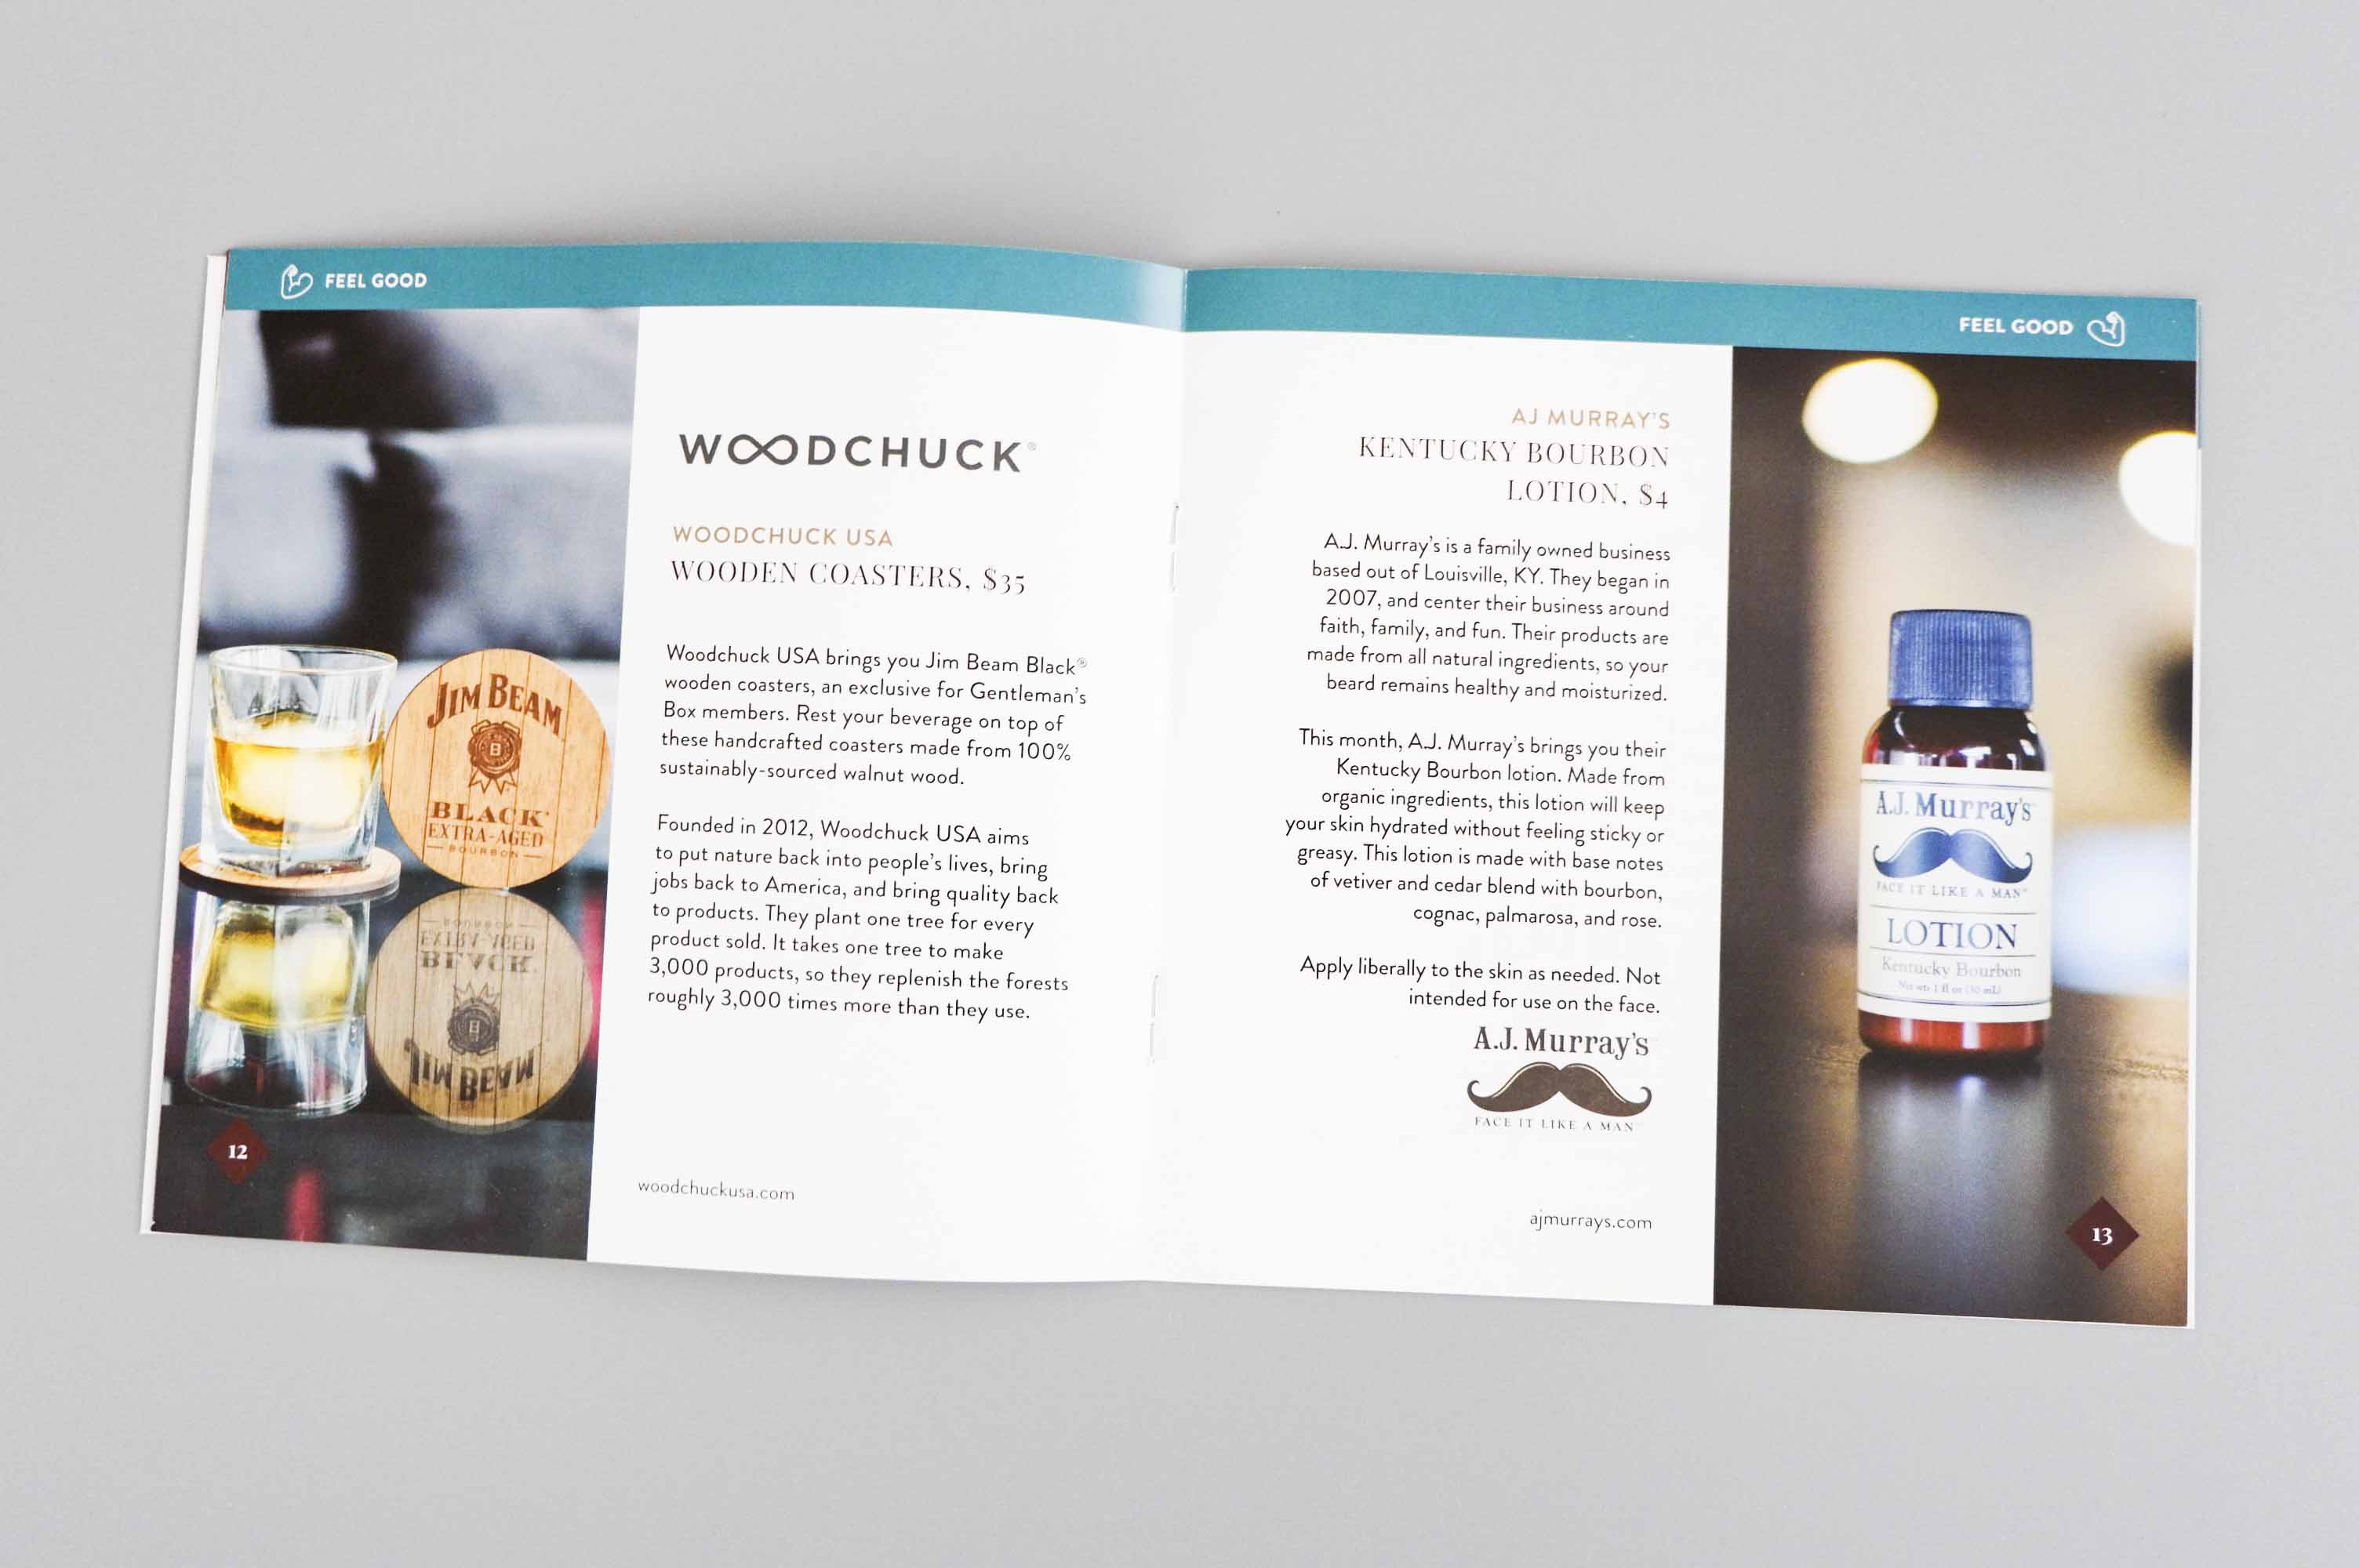 FEEL GOOD
WOODCHUCK®
WOODCHUCK USA
WOODEN COASTERS, $35
Woodchuck USA brings you Jim Beam Black®
wooden coasters, an exclusive for Gentleman's
Box members. Rest your beverage on top of
these handcrafted coasters made from 100%
sustainably-sourced walnut wood.
Founded in 2012, Woodchuck USA aims
to put nature back into people's lives, bring
jobs back to America, and bring quality back
to products. They plant one tree for every
product sold. It takes one tree to make
3,000 products, so they replenish the forests
roughly 3,000 times more than they use.
woodchuckusa.com
JIM BEAM
B
BLACK
EXTRA-AGED
BOURBON
BOURBON
EXTRA-AGED
BLACK
B
JIM BEAM
12
FEEL GOOD
AJ MURRAY'S
KENTUCKY BOURBON
LOTION, $4
A.J. Murray's is a family owned business
based out of Louisville, KY. They began in
2007, and center their business around
faith, family, and fun. Their products are
made from all natural ingredients, so your
beard remains healthy and moisturized.
This month, A.J. Murray's brings you their
Kentucky Bourbon lotion. Made from
organic ingredients, this lotion will keep
your skin hydrated without feeling sticky or
greasy. This lotion is made with base notes
of vetiver and cedar blend with bourbon,
cognac, palmarosa, and rose.
Apply liberally to the skin as needed. Not
intended for use on the face.
A.J. Murray's
FACE IT LIKE A MAN
ajmurrays.com
A.J. Murray's
FACE IT LIKE A MAN
LOTION
Kentucky Bourbon
Net wt: 1 fl oz (30 mL)
13